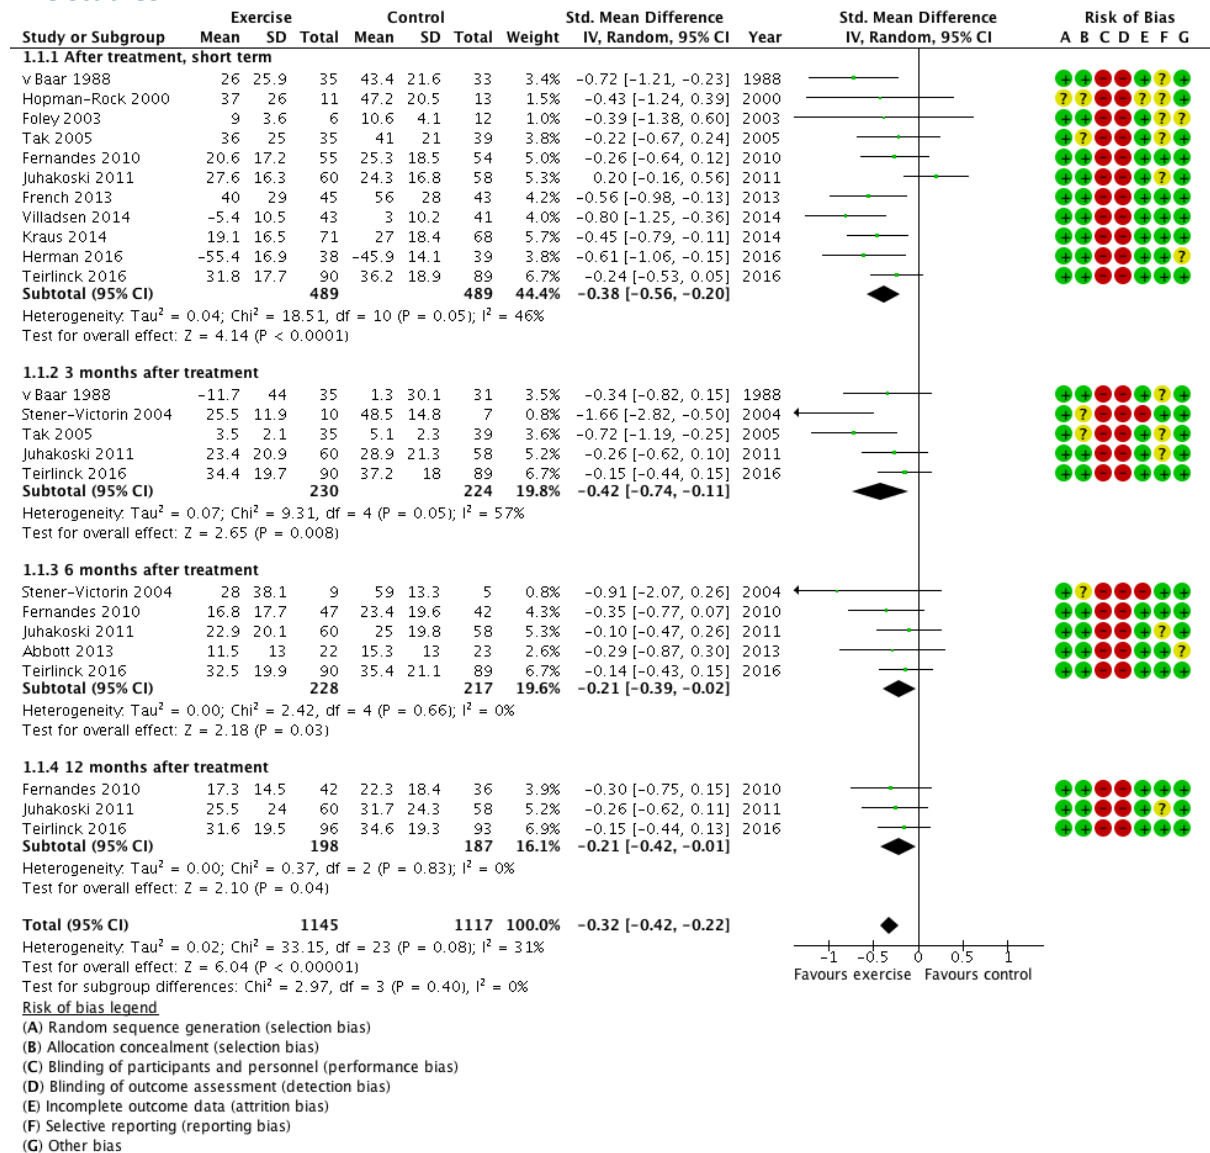 Exercise Control Std. Mean Difference Std. Mean Difference Risk of Bias
Study or Subgroup Mean SD Total Mean SD Total Weight IV, Random, 95% CI Year IV, Random, 95% CI A B C D E F G
1.1.1 After treatment, short term
v Baar 1988 26 25.9 35 43.4 21.6 33 3.4% -0.72 [-1.21, -0.23] 1988 + + - - + ? +
Hopman-Rock 2000 37 26 11 47.2 20.5 13 1.5% -0.43 [-1.24, 0.39] 2000 ? ? - - ? ? +
Foley 2003 9 3.6 6 10.6 4.1 12 1.0% -0.39 [-1.38, 0.60] 2003 + + - - + ? ?
Tak 2005 36 25 35 41 21 39 3.8% -0.22 [-0.67, 0.24] 2005 + ? - - + ? +
Fernandes 2010 20.6 17.2 55 25.3 18.5 54 5.0% -0.26 [-0.64, 0.12] 2010 + + - - + + +
Juhakoski 2011 27.6 16.3 60 24.3 16.8 58 5.3% 0.20 [-0.16, 0.56] 2011 + + - - + ? +
French 2013 40 29 45 56 28 43 4.2% -0.56 [-0.98, -0.13] 2013 + + - - + + +
Villadsen 2014 -5.4 10.5 43 3 10.2 41 4.0% -0.80 [-1.25, -0.36] 2014 + + - - + + +
Kraus 2014 19.1 16.5 71 27 18.4 68 5.7% -0.45 [-0.79, -0.11] 2014 + + - - + + +
Herman 2016 -55.4 16.9 38 -45.9 14.1 39 3.8% -0.61 [-1.06, -0.15] 2016 + + - - + + ?
Teirlinck 2016 31.8 17.7 90 36.2 18.9 89 6.7% -0.24 [-0.53, 0.05] 2016 + + - - + + +
Subtotal (95% CI) 489 489 44.4% -0.38 [-0.56, -0.20]
Heterogeneity: Tau² = 0.04; Chi² = 18.51, df = 10 (P = 0.05); I² = 46%
Test for overall effect: Z = 4.14 (P < 0.0001)
1.1.2 3 months after treatment
v Baar 1988 -11.7 44 35 1.3 30.1 31 3.5% -0.34 [-0.82, 0.15] 1988 + + - - + ? +
Stener-Victorin 2004 25.5 11.9 10 48.5 14.8 7 0.8% -1.66 [-2.82, -0.50] 2004 + ? - - - + +
Tak 2005 3.5 2.1 35 5.1 2.3 39 3.6% -0.72 [-1.19, -0.25] 2005 + ? - - + ? +
Juhakoski 2011 23.4 20.9 60 28.9 21.3 58 5.2% -0.26 [-0.62, 0.10] 2011 + + - - + ? +
Teirlinck 2016 34.4 19.7 90 37.2 18 89 6.7% -0.15 [-0.44, 0.15] 2016 + + - - + + +
Subtotal (95% CI) 230 224 19.8% -0.42 [-0.74, -0.11]
Heterogeneity: Tau² = 0.07; Chi² = 9.31, df = 4 (P = 0.05); I² = 57%
Test for overall effect: Z = 2.65 (P = 0.008)
1.1.3 6 months after treatment
Stener-Victorin 2004 28 38.1 9 59 13.3 5 0.8% -0.91 [-2.07, 0.26] 2004 + ? - - - + +
Fernandes 2010 16.8 17.7 47 23.4 19.6 42 4.3% -0.35 [-0.77, 0.07] 2010 + + - - + + +
Juhakoski 2011 22.9 20.1 60 25 19.8 58 5.3% -0.10 [-0.47, 0.26] 2011 + + - - + ? +
Abbott 2013 11.5 13 22 15.3 13 23 2.6% -0.29 [-0.87, 0.30] 2013 + + - - + + ?
Teirlinck 2016 32.5 19.9 90 35.4 21.1 89 6.7% -0.14 [-0.43, 0.15] 2016 + + - - + + +
Subtotal (95% CI) 228 217 19.6% -0.21 [-0.39, -0.02]
Heterogeneity: Tau² = 0.00; Chi² = 2.42, df = 4 (P = 0.66); I² = 0%
Test for overall effect: Z = 2.18 (P = 0.03)
1.1.4 12 months after treatment
Fernandes 2010 17.3 14.5 42 22.3 18.4 36 3.9% -0.30 [-0.75, 0.15] 2010 + + - - + + +
Juhakoski 2011 25.5 24 60 31.7 24.3 58 5.2% -0.26 [-0.62, 0.11] 2011 + + - - + ? +
Teirlinck 2016 31.6 19.5 96 34.6 19.3 93 6.9% -0.15 [-0.44, 0.13] 2016 + + - - + + +
Subtotal (95% CI) 198 187 16.1% -0.21 [-0.42, -0.01]
Heterogeneity: Tau² = 0.00; Chi² = 0.37, df = 2 (P = 0.83); I² = 0%
Test for overall effect: Z = 2.10 (P = 0.04)
Total (95% CI) 1145 1117 100.0% -0.32 [-0.42, -0.22]
Heterogeneity: Tau² = 0.02; Chi² = 33.15, df = 23 (P = 0.08); I² = 31%
Test for overall effect: Z = 6.04 (P < 0.00001)
Test for subgroup differences: Chi² = 2.97, df = 3 (P = 0.40), I² = 0%
-1 -0.5 0 0.5 1
Favours exercise Favours control
Risk of bias legend
(A) Random sequence generation (selection bias)
(B) Allocation concealment (selection bias)
(C) Blinding of participants and personnel (performance bias)
(D) Blinding of outcome assessment (detection bias)
(E) Incomplete outcome data (attrition bias)
(F) Selective reporting (reporting bias)
(G) Other bias